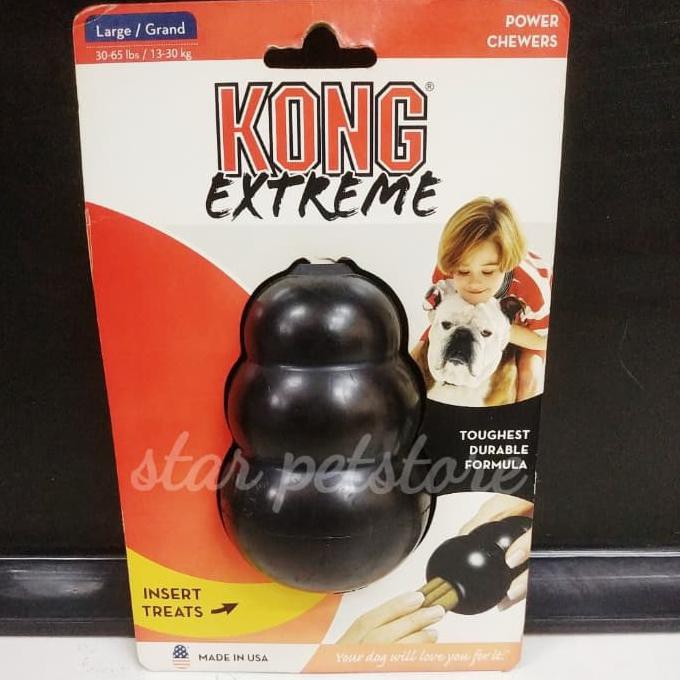 Large / Grand
30-65 lbs / 13-30 kg
POWER
CHEWERS
KONG®
EXTREME
TOUGHEST
DURABLE
FORMULA
star petstore
INSERT
TREATS
MADE IN USA
Your dog will love you for it.™